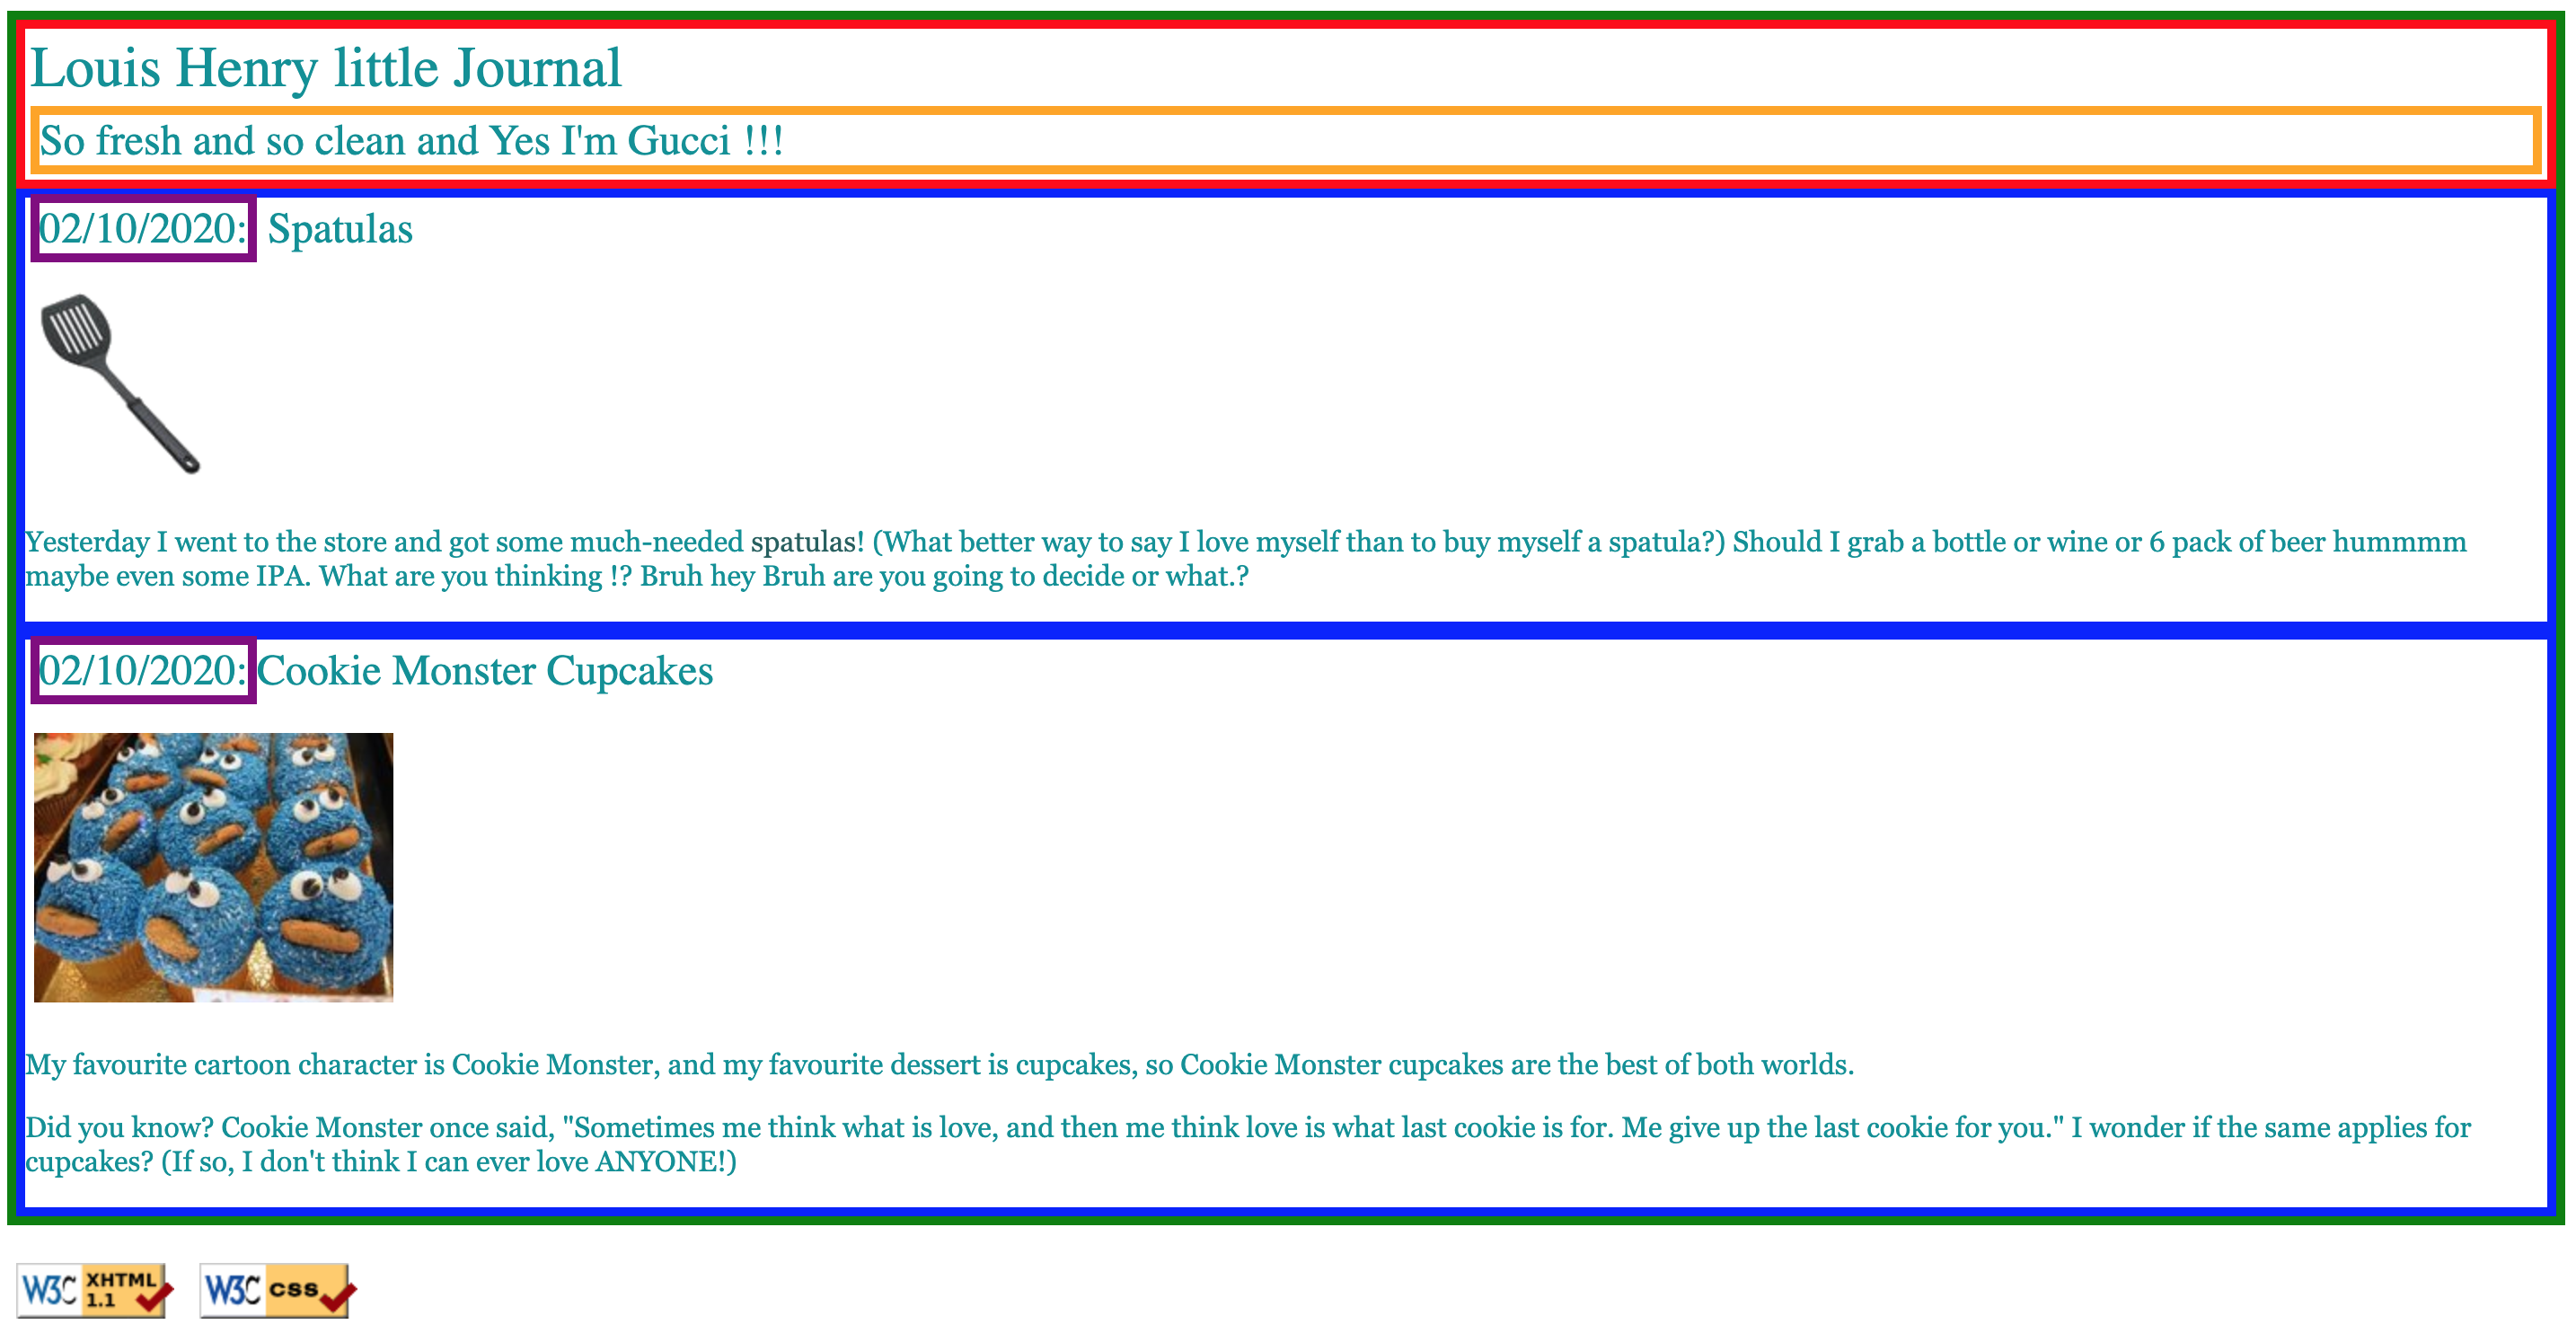 Louis Henry little Journal
So fresh and so clean and Yes I'm Gucci !!!
02/10/2020: Spatulas
Yesterday I went to the store and got some much-needed spatulas! (What better way to say I love myself than to buy myself a spatula?) Should I grab a bottle or wine or 6 pack of beer hummmm
maybe even some IPA. What are you thinking !? Bruh hey Bruh are you going to decide or what.?
02/10/2020: Cookie Monster Cupcakes
My favourite cartoon character is Cookie Monster, and my favourite dessert is cupcakes, so Cookie Monster cupcakes are the best of both worlds.
Did you know? Cookie Monster once said, "Sometimes me think what is love, and then me think love is what last cookie is for. Me give up the last cookie for you." I wonder if the same applies for
cupcakes? (If so, I don't think I can ever love ANYONE!)
W3C XHTML 1.1
W3C css